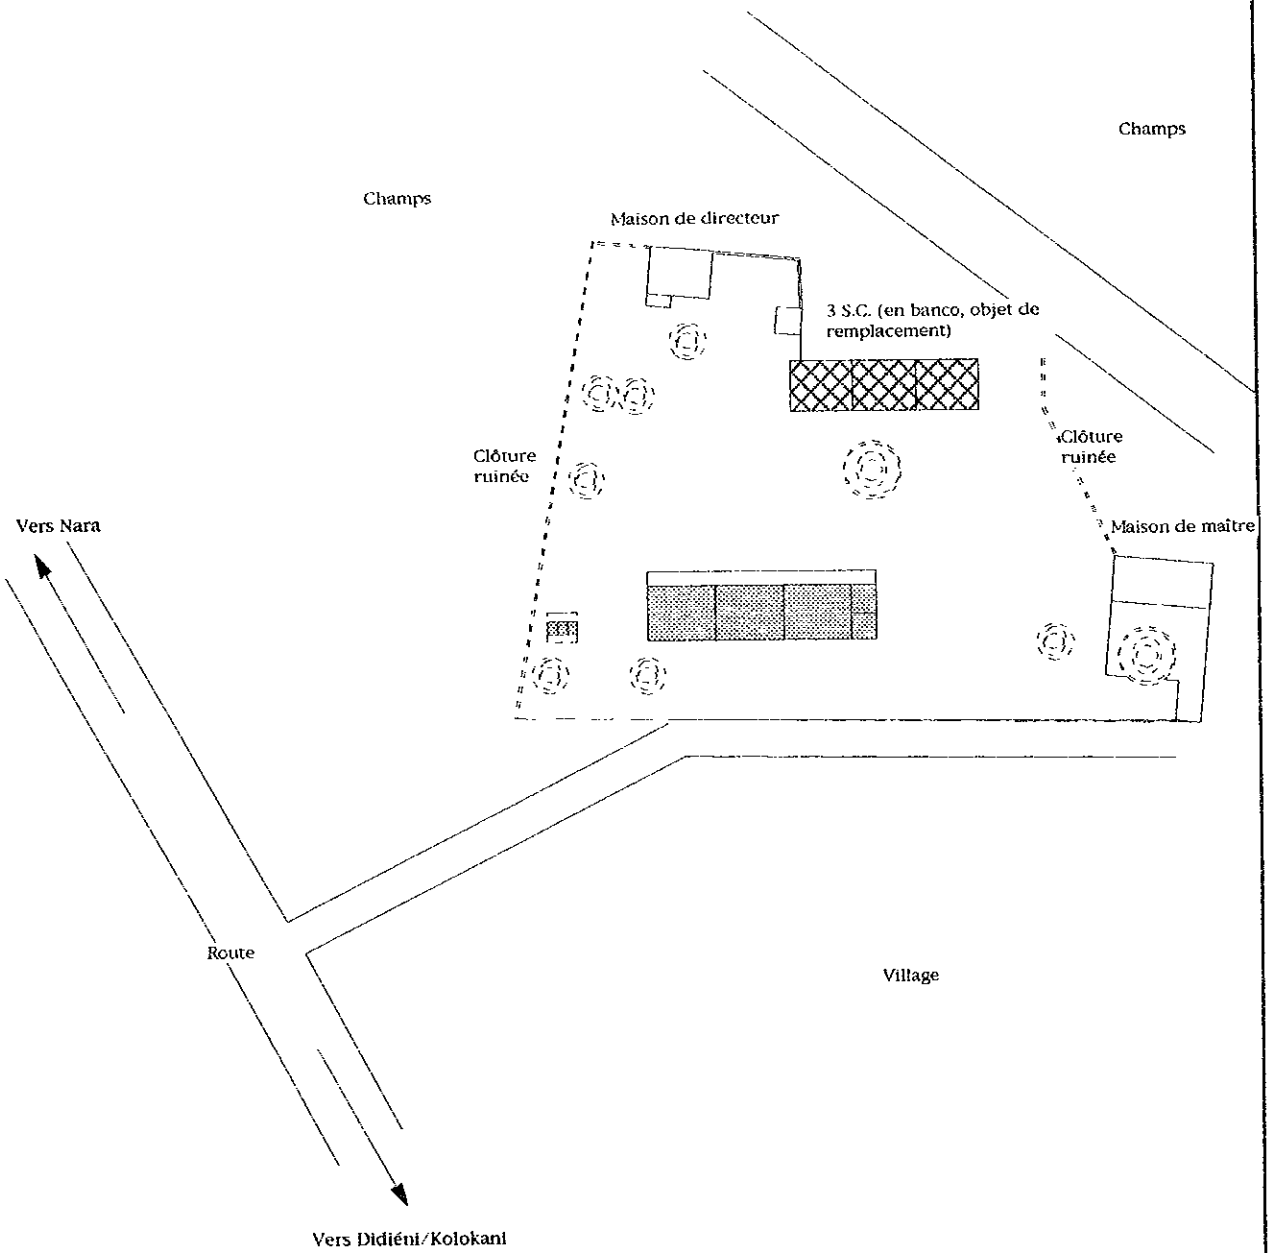 Champs
Champs
Maison de directeur
3 S.C. (en banco, objet de
remplacement)
Clôture
ruinée
Clôture
ruinée
Vers Nara
Maison de maître
Route
Village
Vers Didiéni/Kolokani